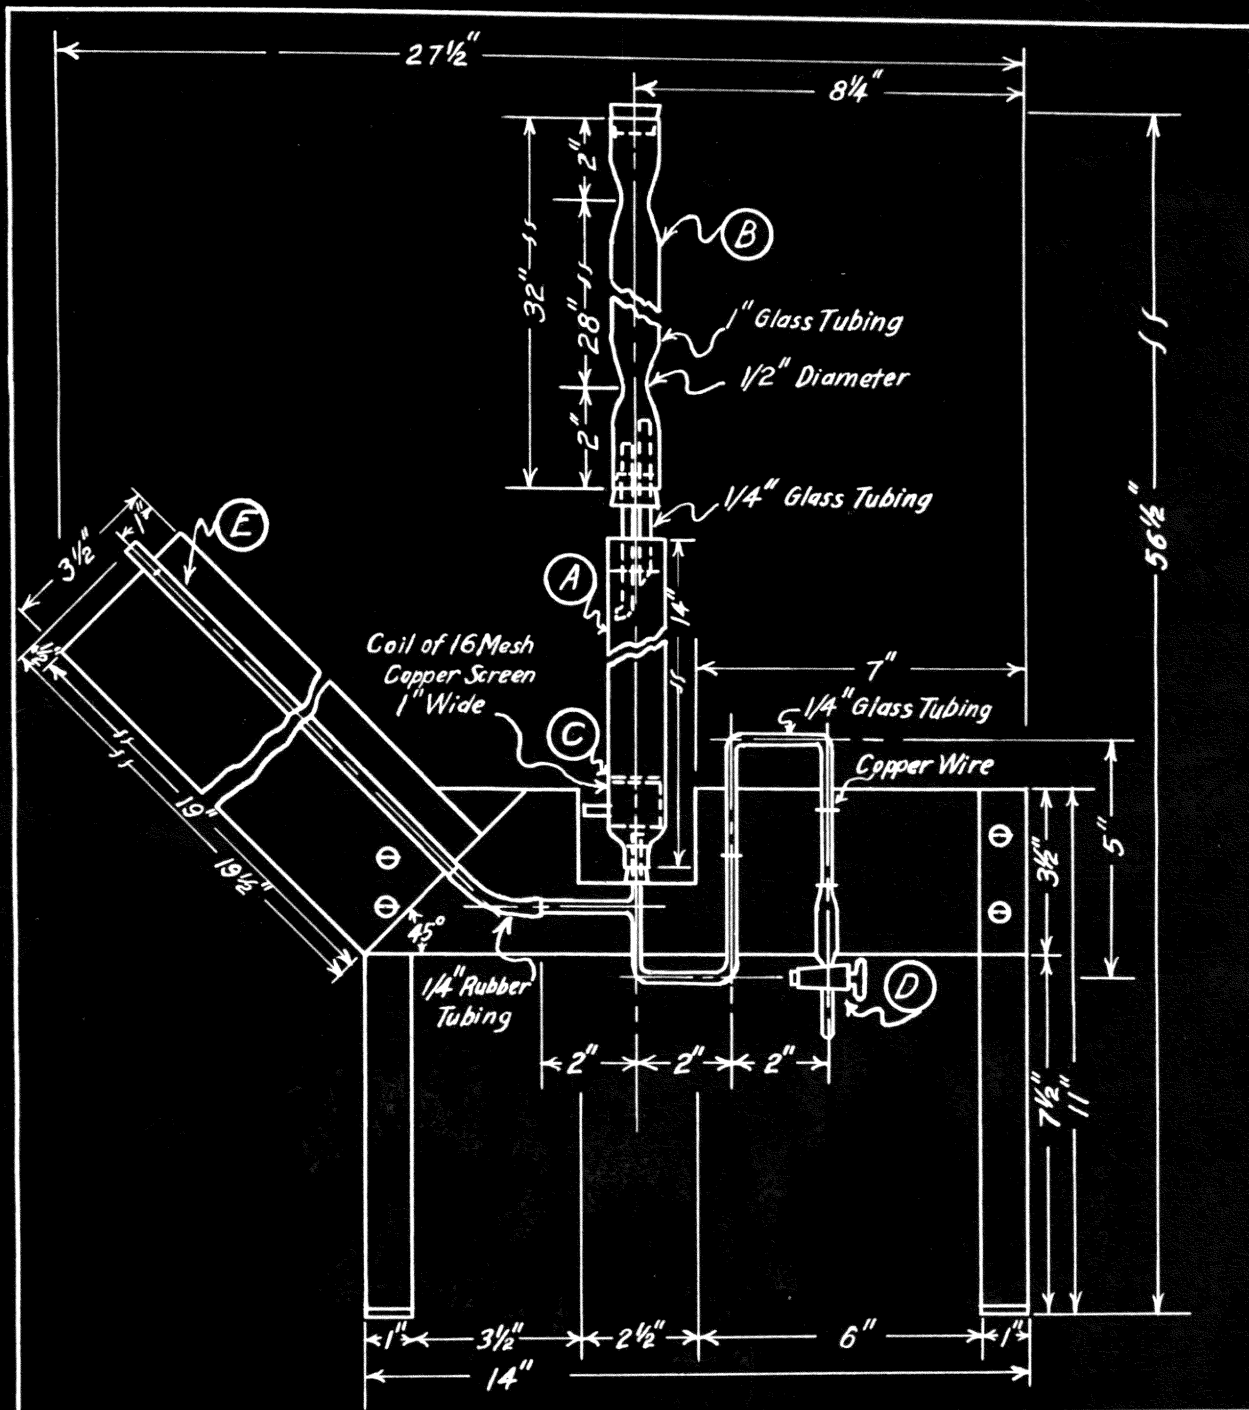 27½"
8¼"
2"
B
32"
28"
1" Glass Tubing
1/2" Diameter
2"
1/4" Glass Tubing
56½"
E
1"
3½"
A
14"
Coil of 16 Mesh
Copper Screen
1" Wide
7"
1/4" Glass Tubing
C
Copper Wire
½"
19"
19½"
5"
3½"
45°
1/4" Rubber
Tubing
D
2"
2"
2"
7½"
11"
1"
3½"
2½"
6"
1"
14"